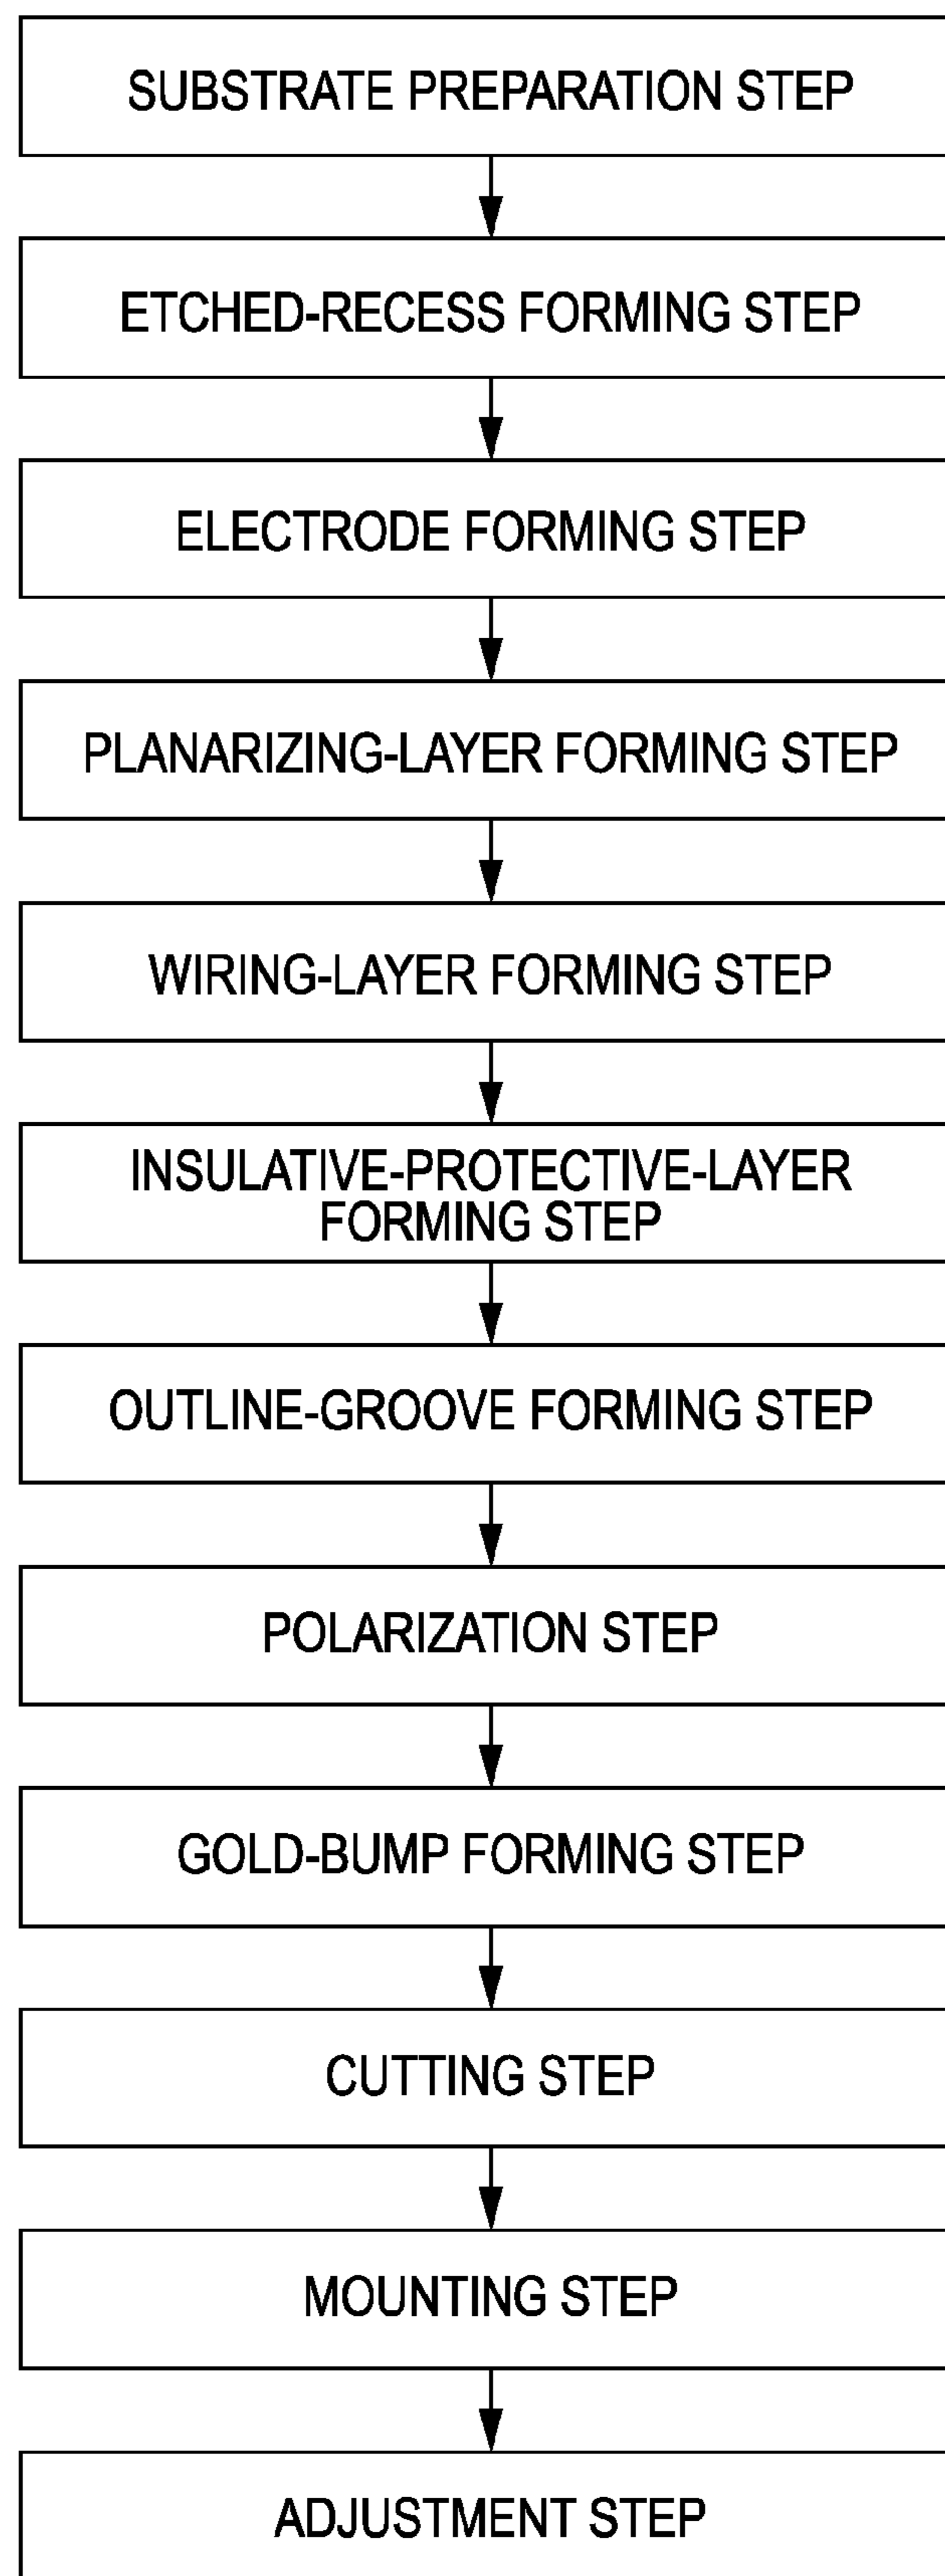 SUBSTRATE PREPARATION STEP
ETCHED-RECESS FORMING STEP
ELECTRODE FORMING STEP
PLANARIZING-LAYER FORMING STEP
WIRING-LAYER FORMING STEP
INSULATIVE-PROTECTIVE-LAYER
FORMING STEP
OUTLINE-GROOVE FORMING STEP
POLARIZATION STEP
GOLD-BUMP FORMING STEP
CUTTING STEP
MOUNTING STEP
ADJUSTMENT STEP